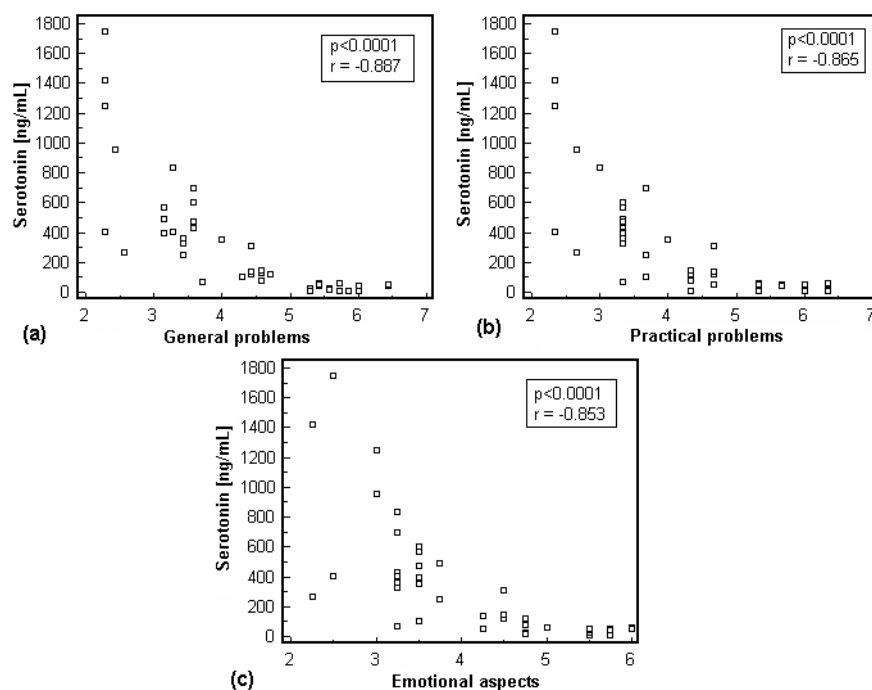 1800
1600
1400
1200
1000
800
600
400
200
0
Serotonin [ng/mL]
p<0.0001
r = -0.887
2 3 4 5 6 7
General problems
(a)
1800
1600
1400
1200
1000
800
600
400
200
0
Serotonin [ng/mL]
p<0.0001
r = -0.865
2 3 4 5 6 7
Practical problems
(b)
1800
1600
1400
1200
1000
800
600
400
200
0
Serotonin [ng/mL]
p<0.0001
r = -0.853
2 3 4 5 6
Emotional aspects
(c)